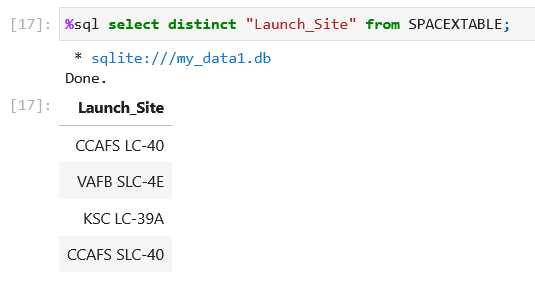 [17]: %sql select distinct "Launch_Site" from SPACEXTABLE;
* sqlite:///my_data1.db
Done.
[17]: Launch_Site
CCAFS LC-40
VAFB SLC-4E
KSC LC-39A
CCAFS SLC-40